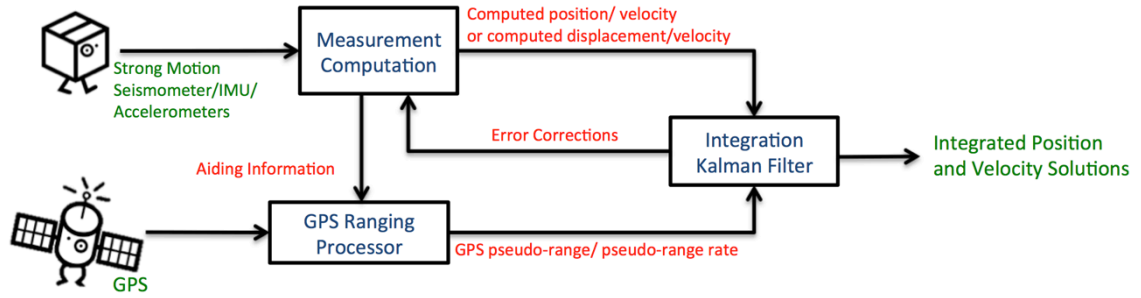 Computed position/ velocity
or computed displacement/velocity
Measurement
Computation
Strong Motion
Seismometer/IMU/
Accelerometers
Error Corrections
Integration
Kalman Filter
Integrated Position
and Velocity Solutions
Aiding Information
GPS Ranging
Processor
GPS pseudo-range/ pseudo-range rate
GPS